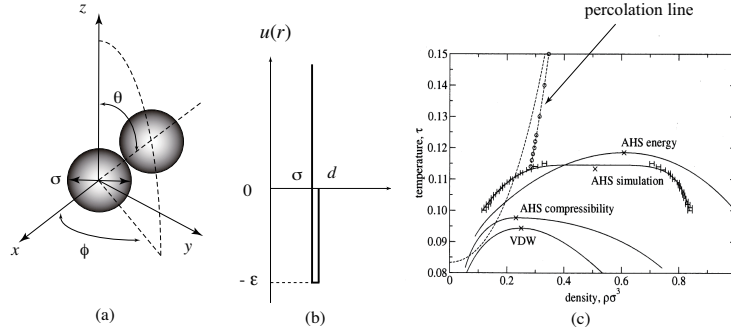 z
θ
σ
x
ϕ
y
(a)
u(r)
σ
d
0
- ε
(b)
percolation line
0.15
0.14
0.13
0.12
0.11
0.10
0.09
0.08
temperature, τ
AHS energy
AHS simulation
AHS compressibility
VDW
0
0.2
0.4
0.6
0.8
density, ρσ³
(c)